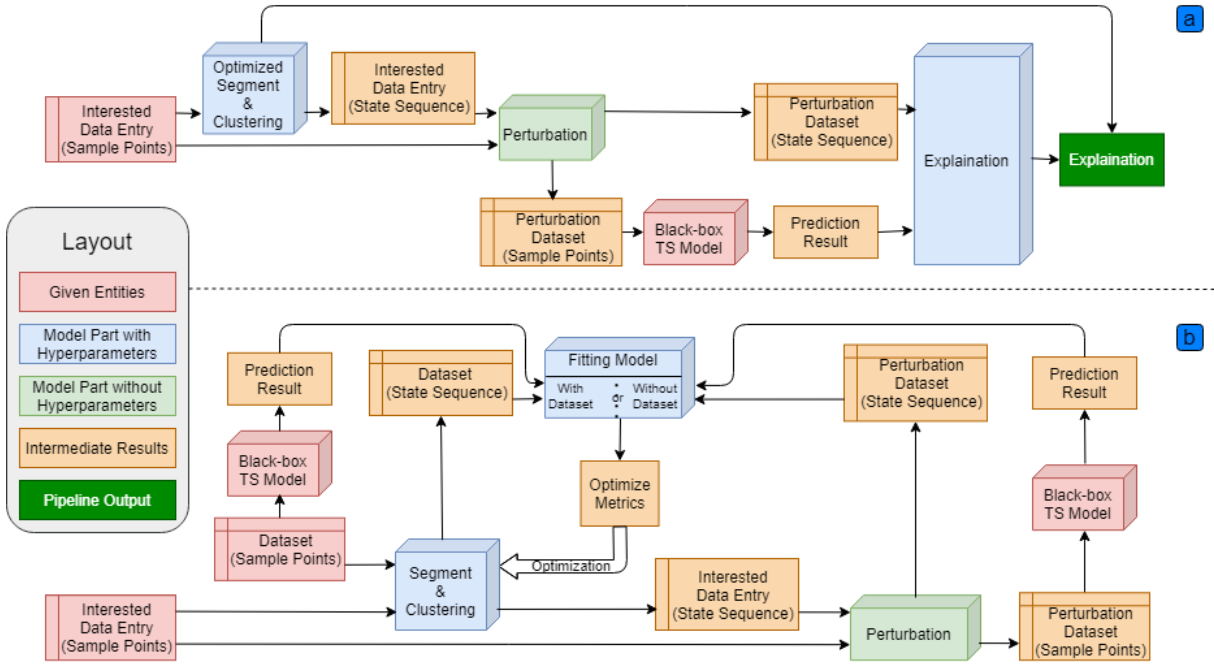 a
Optimized
Segment
&
Clustering
Interested
Data Entry
(State Sequence)
Interested
Data Entry
(Sample Points)
Perturbation
Perturbation
Dataset
(State Sequence)
Explaination
Explaination
Perturbation
Dataset
(Sample Points)
Black-box
TS Model
Prediction
Result
Layout
Given Entities
Model Part with
Hyperparameters
Model Part without
Hyperparameters
Intermediate Results
Pipeline Output
b
Prediction
Result
Dataset
(State Sequence)
Fitting Model
With
Dataset
or
Without
Dataset
Perturbation
Dataset
(State Sequence)
Prediction
Result
Black-box
TS Model
Optimize
Metrics
Black-box
TS Model
Dataset
(Sample Points)
Segment
&
Clustering
Optimization
Interested
Data Entry
(State Sequence)
Interested
Data Entry
(Sample Points)
Perturbation
Perturbation
Dataset
(Sample Points)